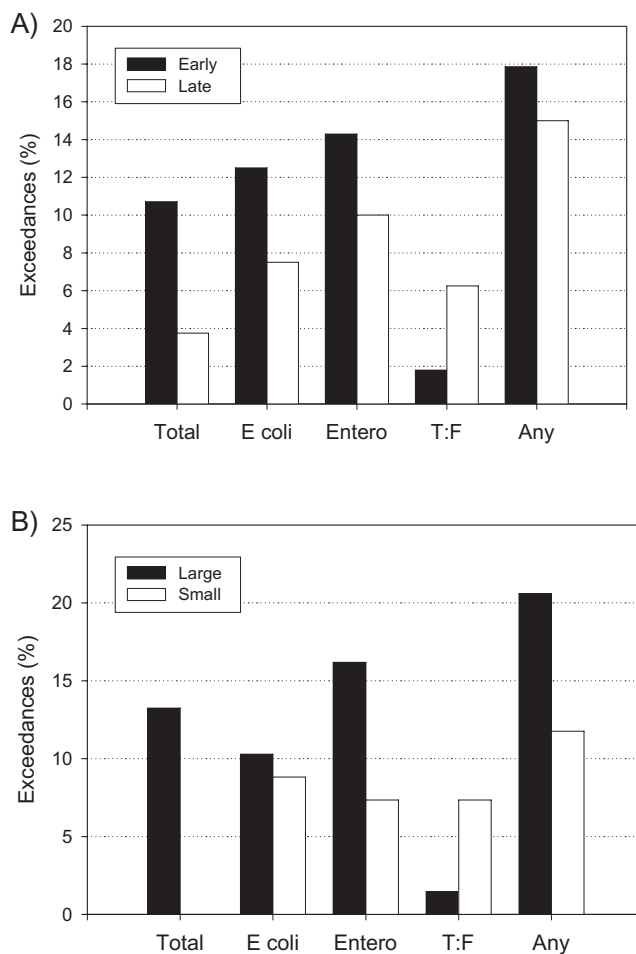 A)
Exceedances (%)
20
18
16
14
12
10
8
6
4
2
0
Early
Late
Total E coli Entero T:F Any
B)
Exceedances (%)
25
20
15
10
5
0
Large
Small
Total E coli Entero T:F Any